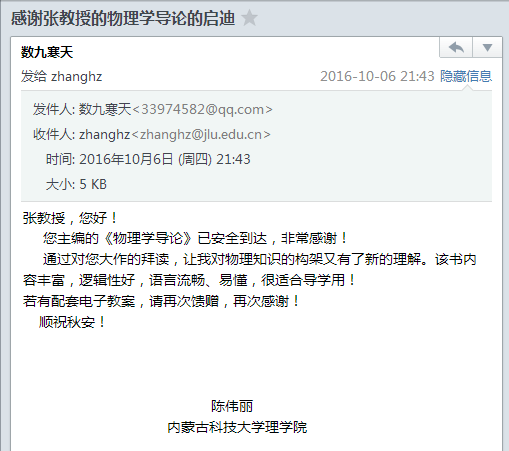 感谢张教授的物理学导论的启迪
数九寒天
发给 zhanghz 2016-10-06 21:43 隐藏信息
发件人: 数九寒天<33974582@qq.com>
收件人: zhanghz<zhanghz@jlu.edu.cn>
时间: 2016年10月6日 (周四) 21:43
大小: 5 KB
张教授，您好！
您主编的《物理学导论》已安全到达，非常感谢！
通过对您大作的拜读，让我对物理知识的构架又有了新的理解。该书内
容丰富，逻辑性好，语言流畅、易懂，很适合导学用！
若有配套电子教案，请再次馈赠，再次感谢！
顺祝秋安！
陈伟丽
内蒙古科技大学理学院